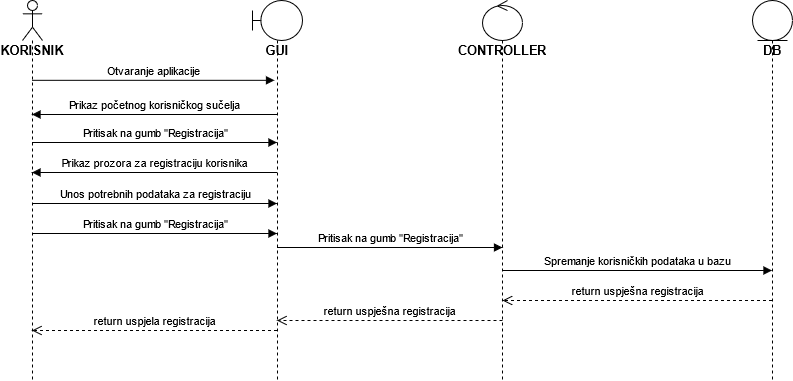 KORISNIK
GUI
CONTROLLER
DB
Otvaranje aplikacije
Prikaz početnog korisničkog sučelja
Pritisak na gumb "Registracija"
Prikaz prozora za registraciju korisnika
Unos potrebnih podataka za registraciju
Pritisak na gumb "Registracija"
Pritisak na gumb "Registracija"
Spremanje korisničkih podataka u bazu
return uspješna registracija
return uspješna registracija
return uspjela registracija